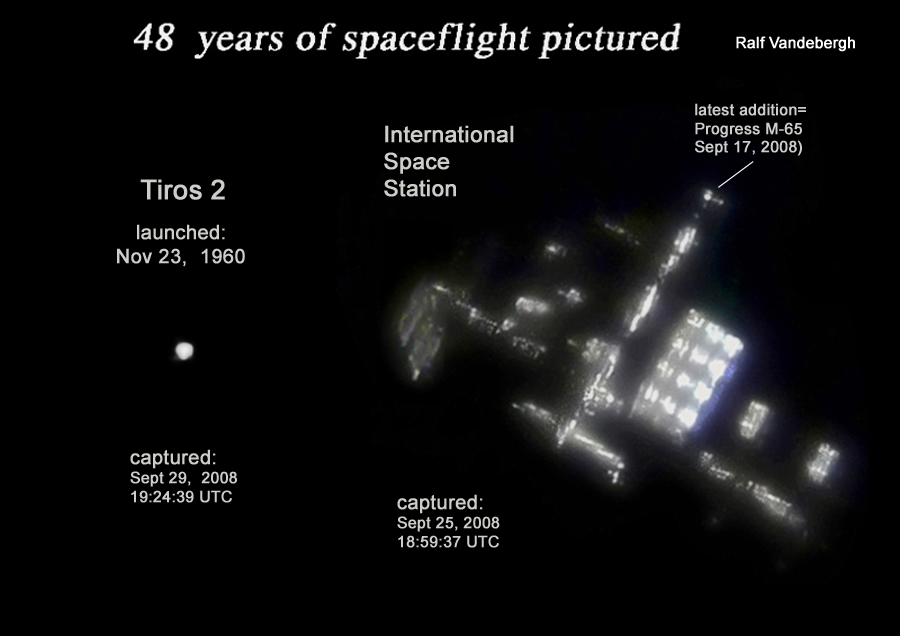 48 years of spaceflight pictured
Ralf Vandebergh
latest addition=
Progress M-65
Sept 17, 2008)
International
Space
Station
Tiros 2
launched:
Nov 23, 1960
captured:
Sept 29, 2008
19:24:39 UTC
captured:
Sept 25, 2008
18:59:37 UTC